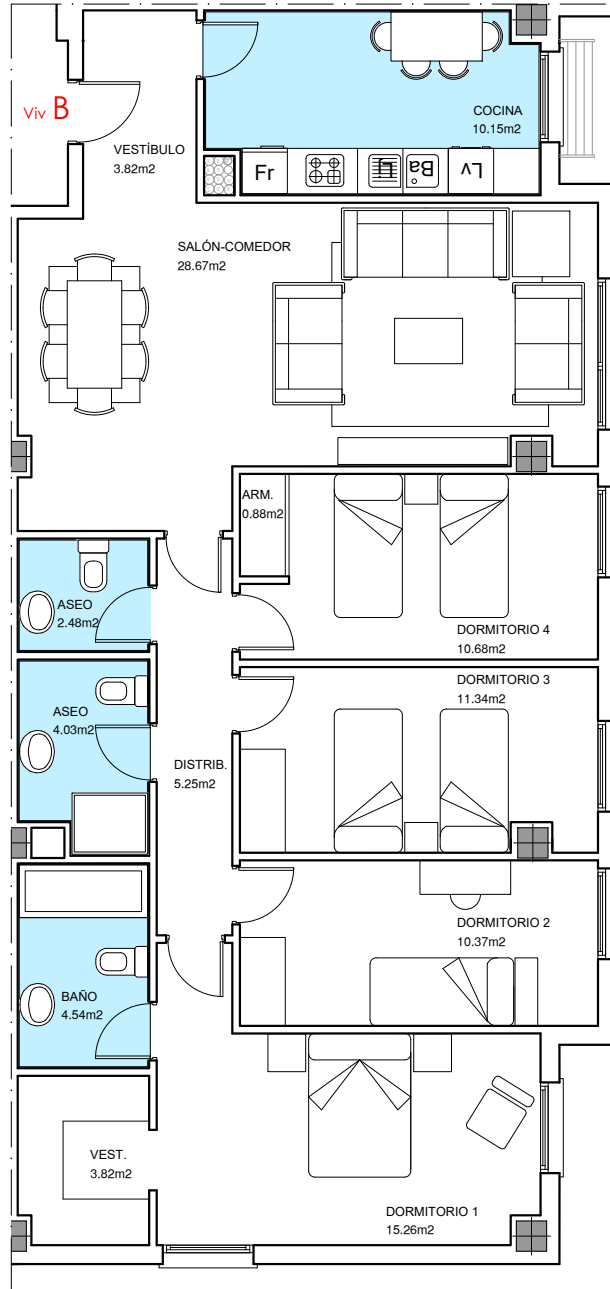 COCINA
10.15m2
Viv B
VESTÍBULO
3.82m2
Fr
Lj
Ba
Lv
SALÓN-COMEDOR
28.67m2
ARM.
0.88m2
ASEO
2.48m2
DORMITORIO 4
10.68m2
DORMITORIO 3
11.34m2
ASEO
4.03m2
DISTRIB.
5.25m2
DORMITORIO 2
10.37m2
BAÑO
4.54m2
VEST.
3.82m2
DORMITORIO 1
15.26m2